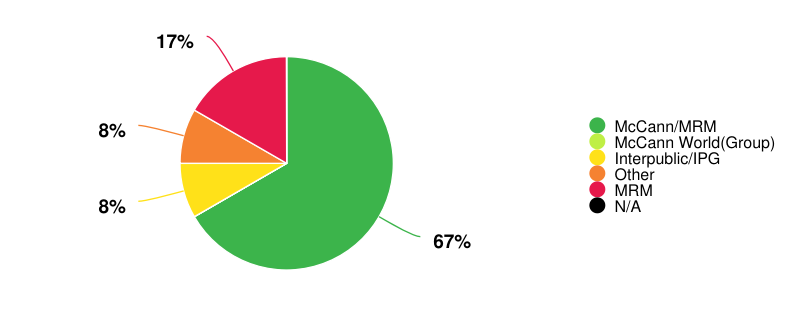 17%
8%
8%
67%
McCann/MRM
McCann World(Group)
Interpublic/IPG
Other
MRM
N/A